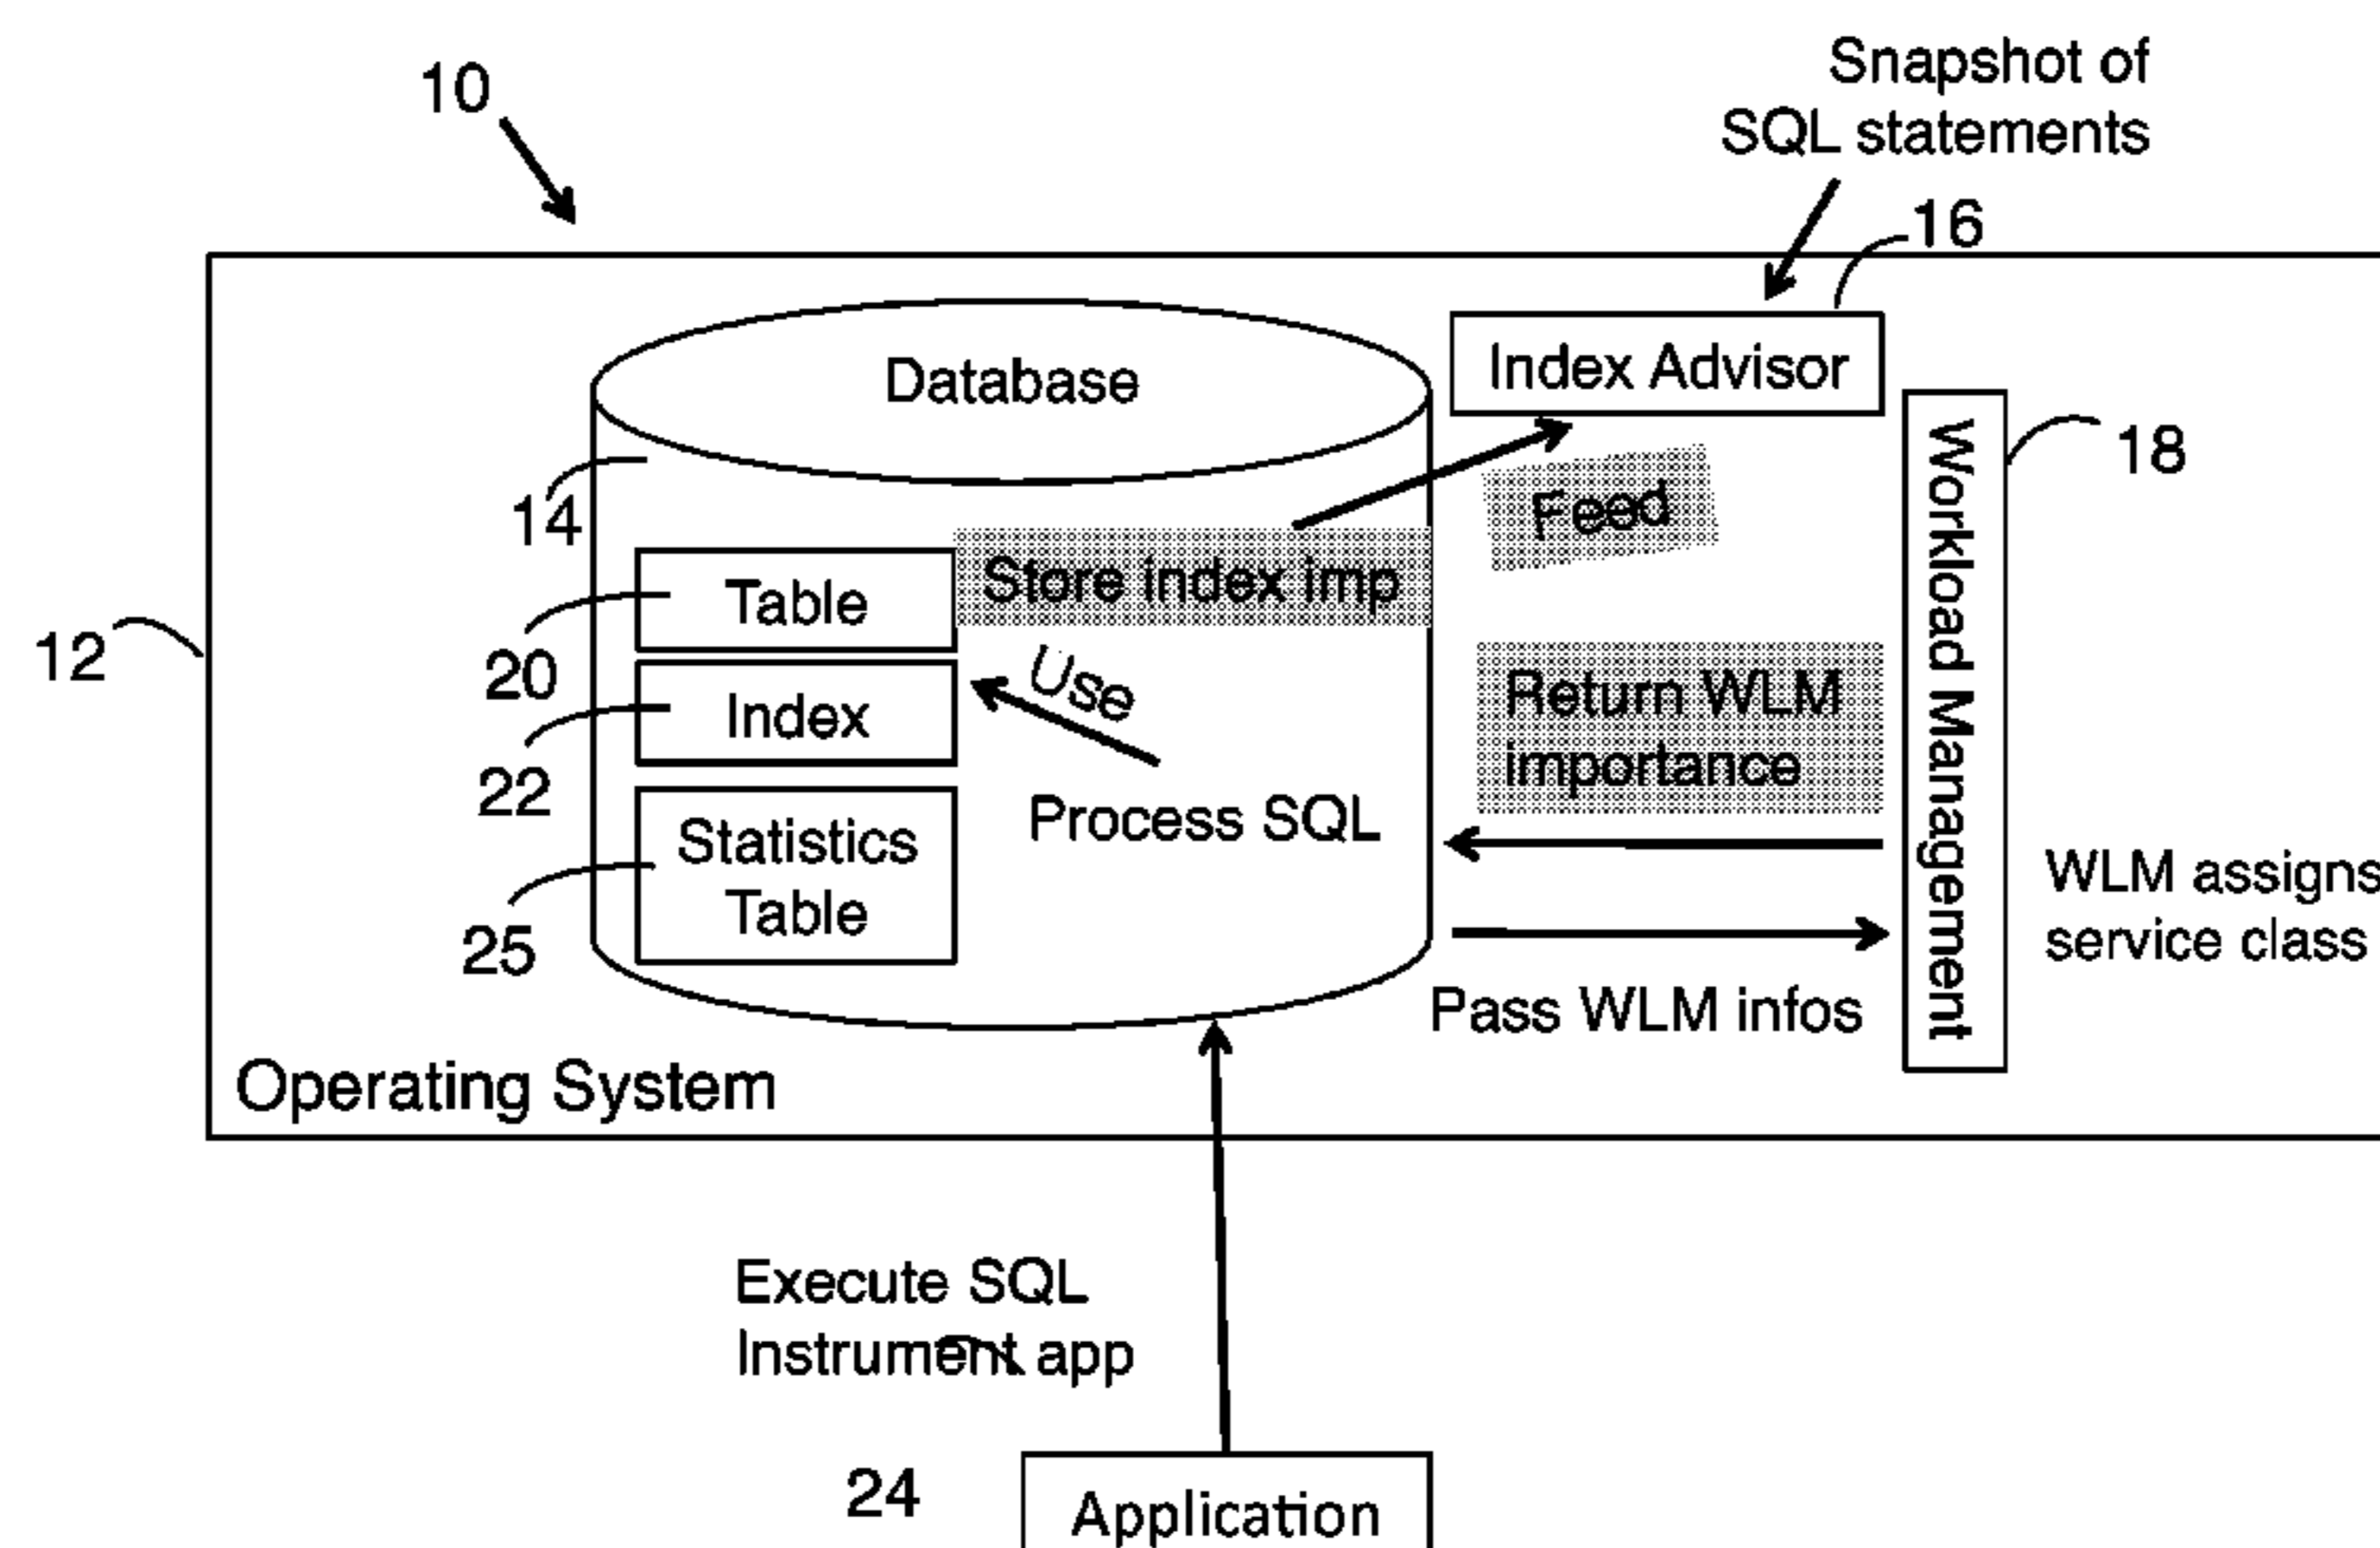 10
Snapshot of
SQL statements
16
Database
Index Advisor
14
Feed
18
Workload Management
Table
Store index imp
12
20
Use
Return WLM
importance
Index
22
Process SQL
Statistics
Table
25
WLM assigns
service class
Pass WLM infos
Operating System
Execute SQL
Instrument app
24
Application